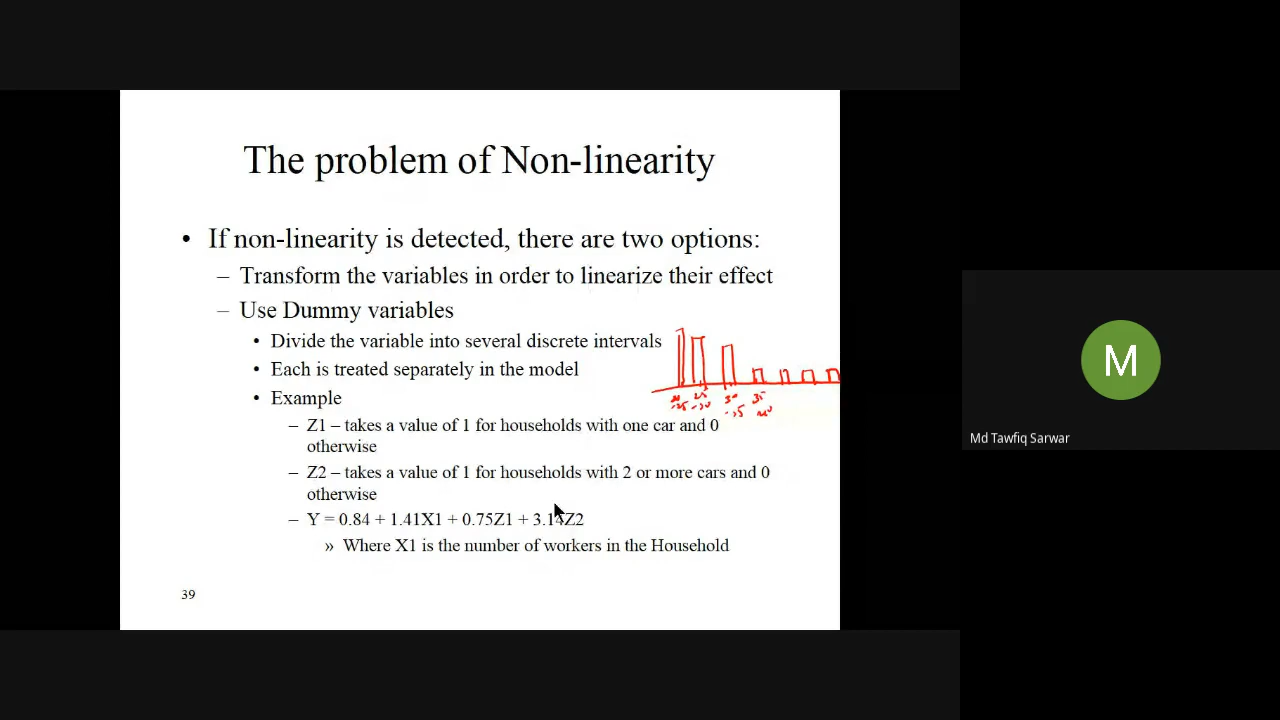 The problem of Non-linearity
• If non-linearity is detected, there are two options:
– Transform the variables in order to linearize their effect
– Use Dummy variables
• Divide the variable into several discrete intervals
• Each is treated separately in the model
• Example
– Z1 – takes a value of 1 for households with one car and 0
otherwise
– Z2 – takes a value of 1 for households with 2 or more cars and 0
otherwise
– Y = 0.84 + 1.41X1 + 0.75Z1 + 3.14Z2
» Where X1 is the number of workers in the Household
39
M
Md Tawfiq Sarwar